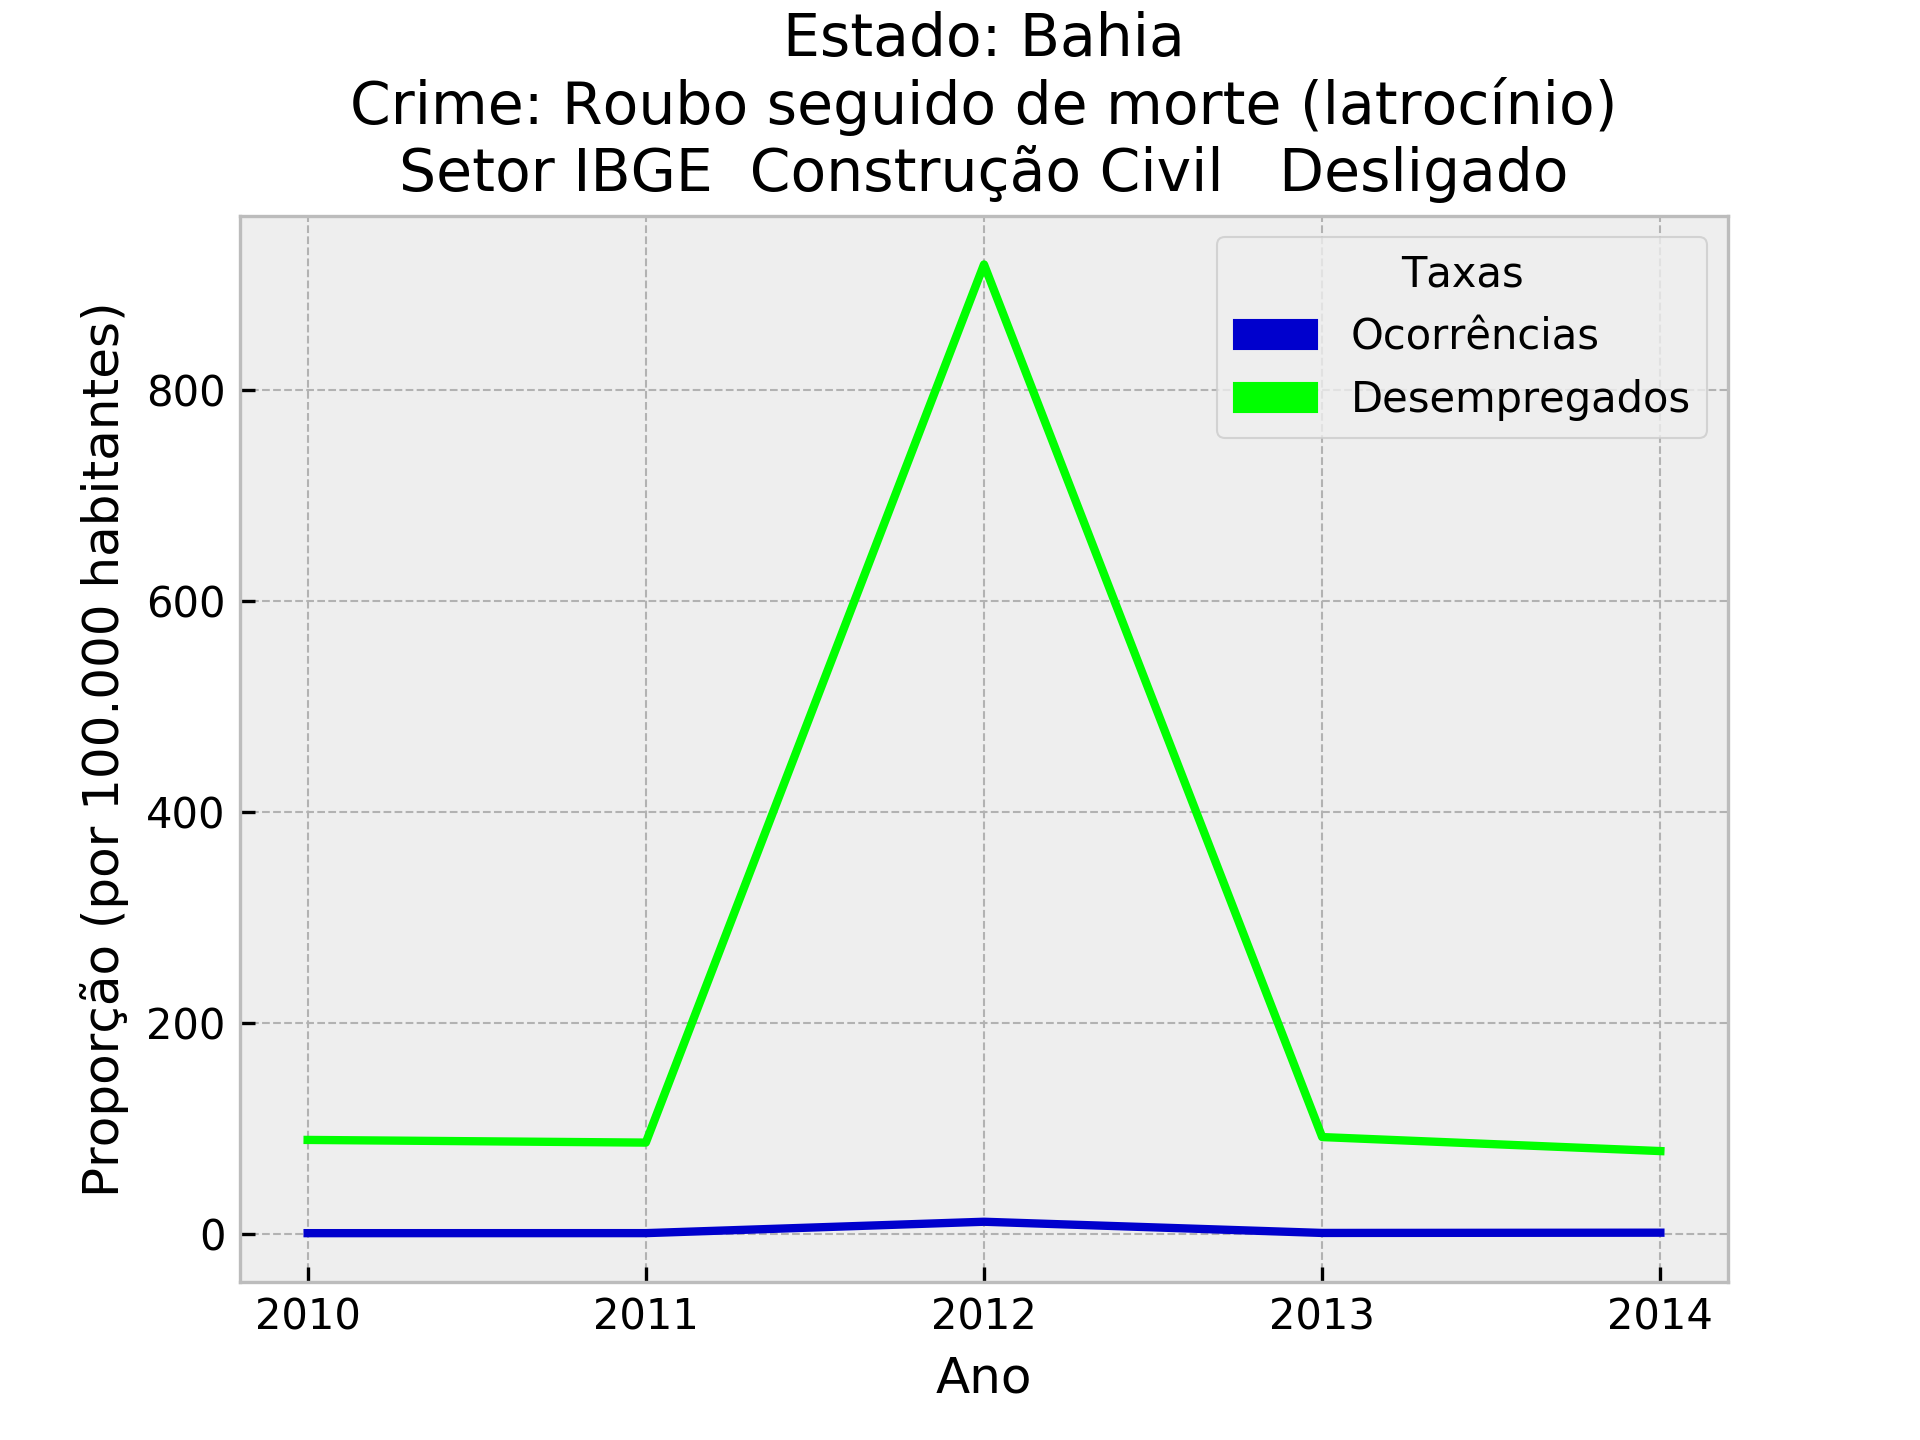 Estado: Bahia
Crime: Roubo seguido de morte (latrocínio)
Setor IBGE  Construção Civil   Desligado
Taxas
Ocorrências
Desempregados
Proporção (por 100.000 habitantes)
800
600
400
200
0
2010 2011 2012 2013 2014
Ano